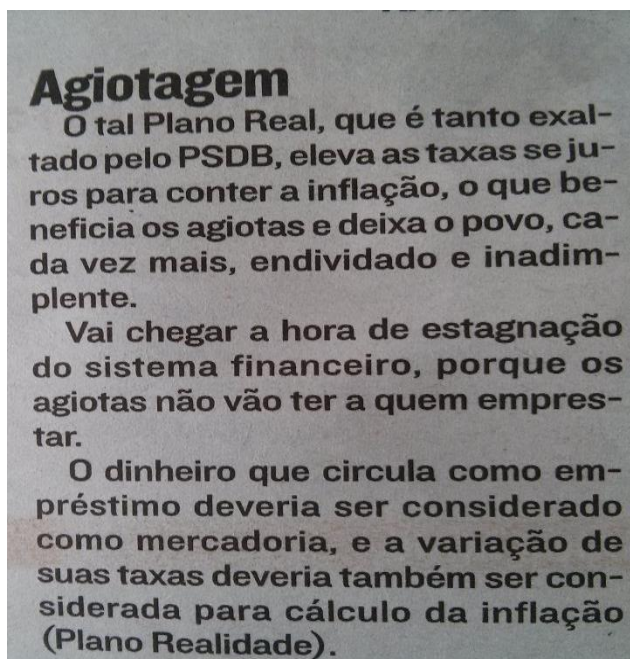 Agiotagem
O tal Plano Real, que é tanto exal-
tado pelo PSDB, eleva as taxas se ju-
ros para conter a inflação, o que be-
neficia os agiotas e deixa o povo, ca-
da vez mais, endividado e inadim-
plente.
Vai chegar a hora de estagnação
do sistema financeiro, porque os
agiotas não vão ter a quem empres-
tar.
O dinheiro que circula como em-
préstimo deveria ser considerado
como mercadoria, e a variação de
suas taxas deveria também ser con-
siderada para cálculo da inflação
(Plano Realidade).